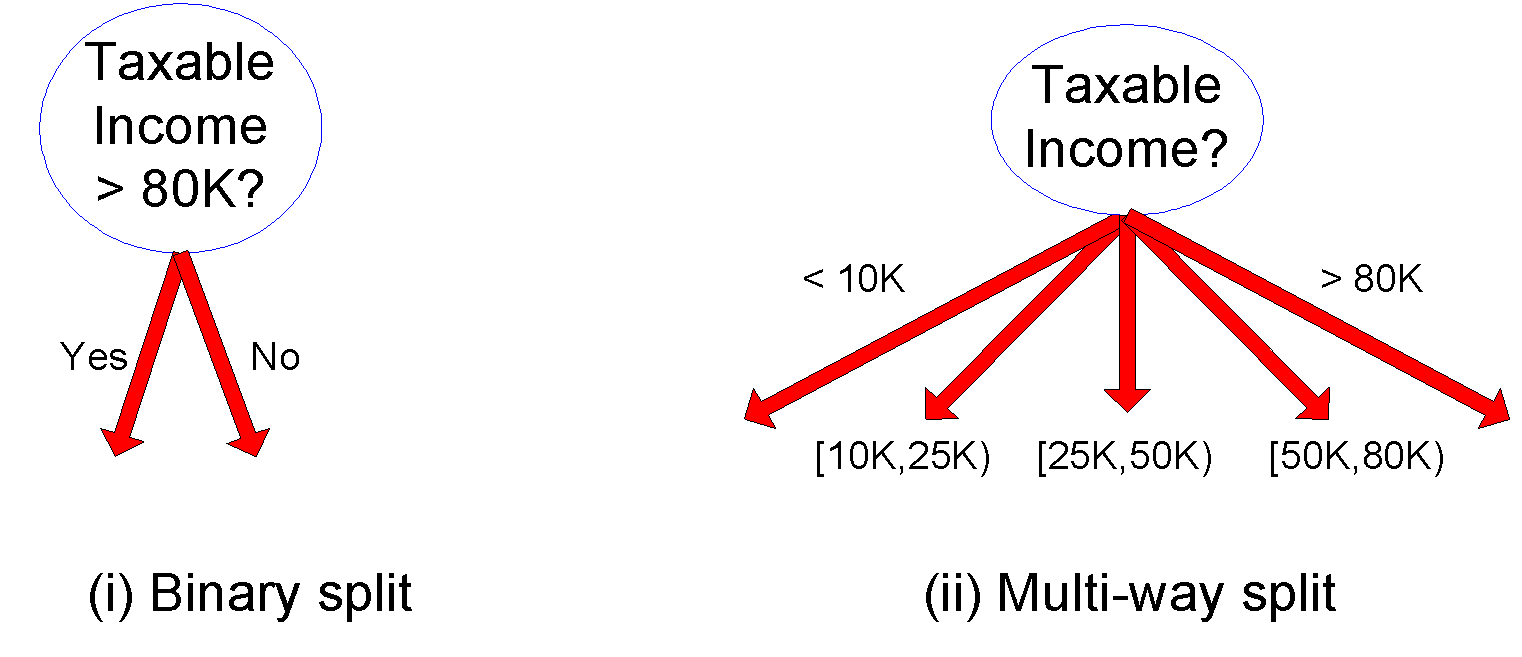 Taxable
Income
> 80K?
Yes
No
(i) Binary split
Taxable
Income?
< 10K
> 80K
[10K,25K)
[25K,50K)
[50K,80K)
(ii) Multi-way split